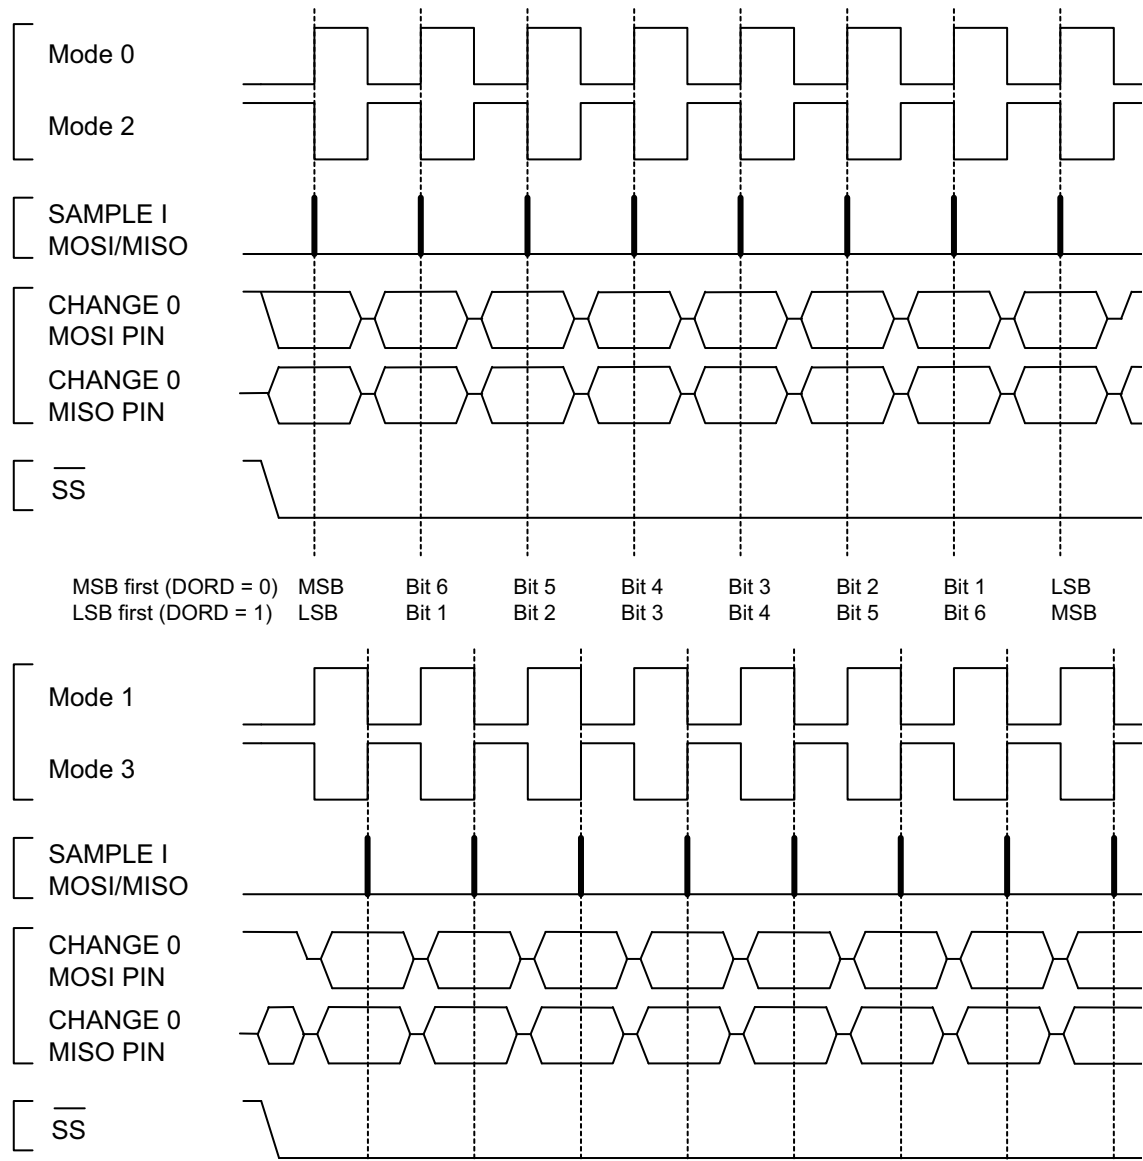 Mode 0
Mode 2
SAMPLE I
MOSI/MISO
CHANGE 0
MOSI PIN
CHANGE 0
MISO PIN
SS
MSB first (DORD = 0) MSB Bit 6 Bit 5 Bit 4 Bit 3 Bit 2 Bit 1 LSB
LSB first (DORD = 1) LSB Bit 1 Bit 2 Bit 3 Bit 4 Bit 5 Bit 6 MSB
Mode 1
Mode 3
SAMPLE I
MOSI/MISO
CHANGE 0
MOSI PIN
CHANGE 0
MISO PIN
SS